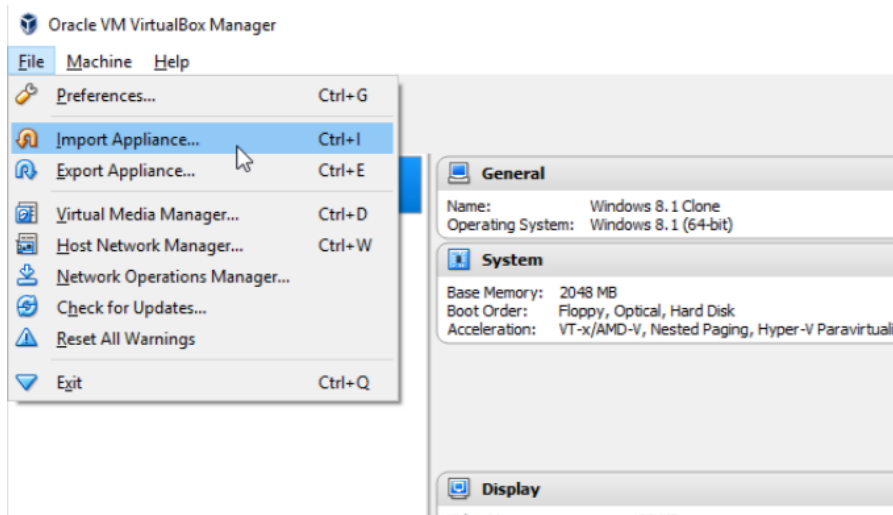 Oracle VM VirtualBox Manager
File Machine Help
Preferences... Ctrl+G
Import Appliance... Ctrl+I
Export Appliance... Ctrl+E
Virtual Media Manager... Ctrl+D
Host Network Manager... Ctrl+W
Network Operations Manager...
Check for Updates...
Reset All Warnings
Exit Ctrl+Q
General
Name: Windows 8.1 Clone
Operating System: Windows 8.1 (64-bit)
System
Base Memory: 2048 MB
Boot Order: Floppy, Optical, Hard Disk
Acceleration: VT-x/AMD-V, Nested Paging, Hyper-V Paravirtuali
Display